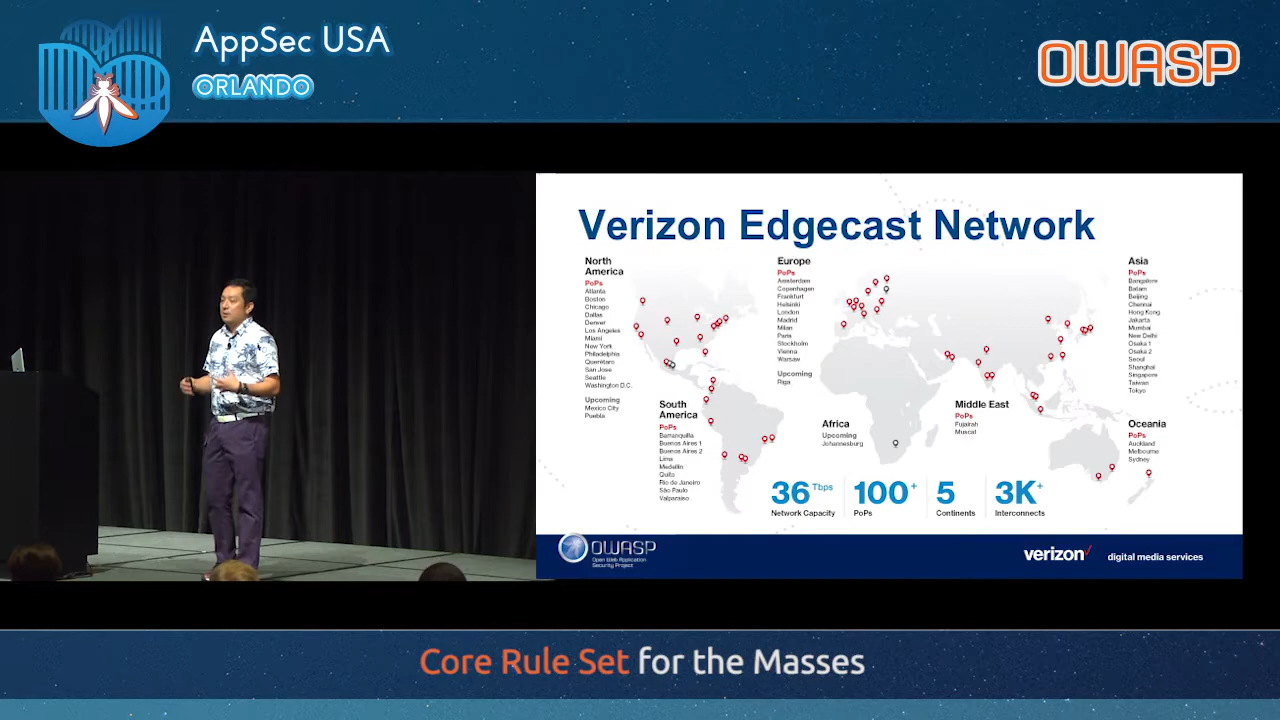 AppSec USA
ORLANDO
OWASP
Verizon Edgecast Network
North
America
PoPs
Atlanta
Boston
Chicago
Dallas
Denver
Los Angeles
Miami
New York
Philadelphia
Querétaro
San Jose
Seattle
Washington D.C.
Upcoming
Mexico City
Puebla
South
America
PoPs
Barranquilla
Buenos Aires 1
Buenos Aires 2
Lima
Medellin
Quito
Rio de Janeiro
São Paulo
Valparaiso
Europe
PoPs
Amsterdam
Copenhagen
Frankfurt
Helsinki
London
Madrid
Milan
Paris
Stockholm
Vienna
Warsaw
Upcoming
Riga
Africa
Upcoming
Johannesburg
Middle East
PoPs
Fujairah
Muscat
Asia
PoPs
Bangalore
Batam
Beijing
Chennai
Hong Kong
Jakarta
Mumbai
New Delhi
Osaka 1
Osaka 2
Seoul
Shanghai
Singapore
Taiwan
Tokyo
Oceania
PoPs
Auckland
Melbourne
Sydney
36 Tbps
Network Capacity
100+
PoPs
5
Continents
3K+
Interconnects
OWASP
Open Web Application
Security Project
verizon
digital media services
Core Rule Set for the Masses